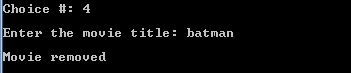 Choice #: 4
Enter the movie title: batman
Movie removed